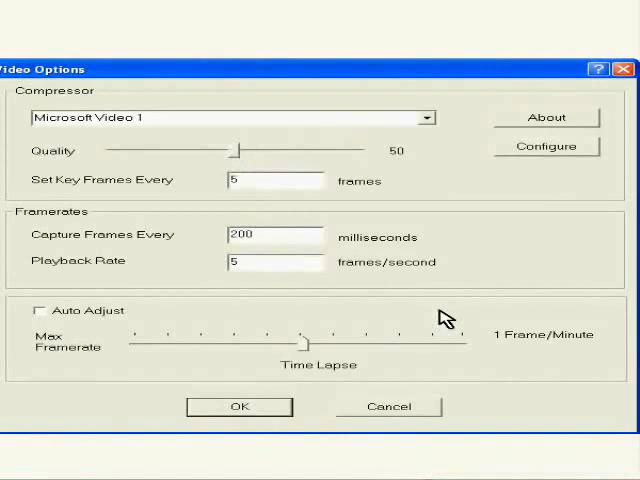 Video Options
Compressor
Microsoft Video 1
About
Quality 50
Configure
Set Key Frames Every 5 frames
Framerates
Capture Frames Every 200 milliseconds
Playback Rate 5 frames/second
Auto Adjust
Max Framerate
1 Frame/Minute
Time Lapse
OK Cancel